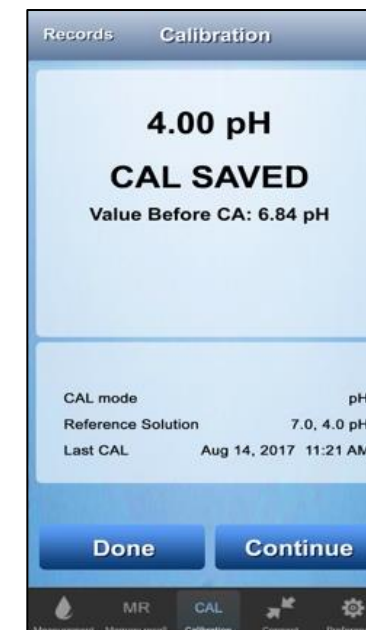 Records Calibration
4.00 pH
CAL SAVED
Value Before CA: 6.84 pH
CAL mode pH
Reference Solution 7.0, 4.0 pH
Last CAL Aug 14, 2017 11:21 AM
Done Continue
MR CAL
Calibration